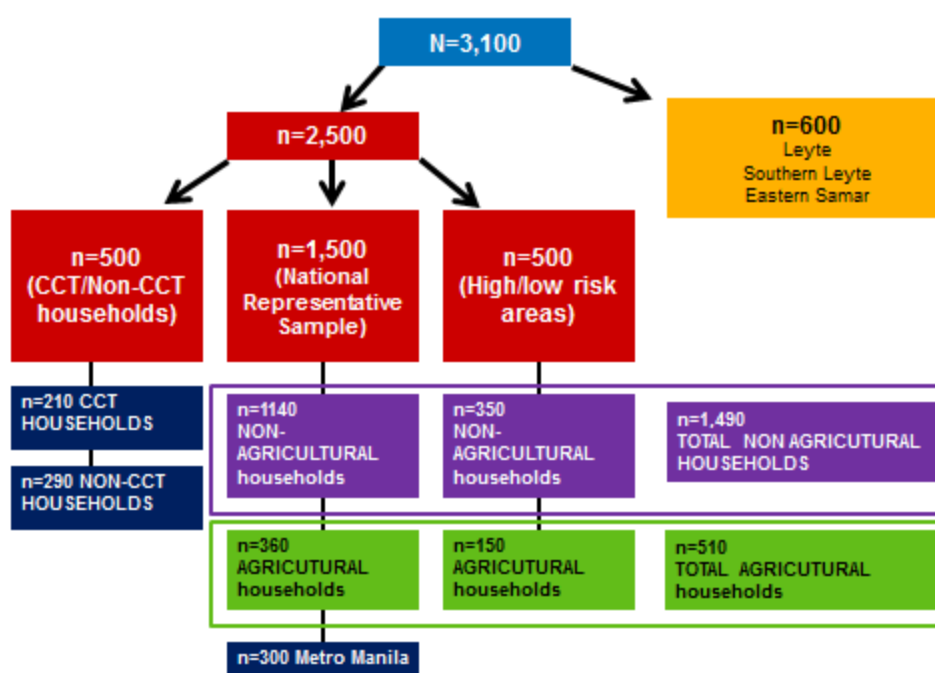 N=3,100
n=2,500
n=600
Leyte
Southern Leyte
Eastern Samar
n=500
(CCT/Non-CCT
households)
n=1,500
(National
Representative
Sample)
n=500
(High/low risk
areas)
n=210 CCT
HOUSEHOLDS
n=290 NON-CCT
HOUSEHOLDS
n=1140
NON-
AGRICULTURAL
households
n=350
NON-
AGRICULTURAL
households
n=1,490
TOTAL NON AGRICUTURAL
HOUSEHOLDS
n=360
AGRICUTURAL
households
n=150
AGRICUTURAL
households
n=510
TOTAL AGRICUTURAL
households
n=300 Metro Manila